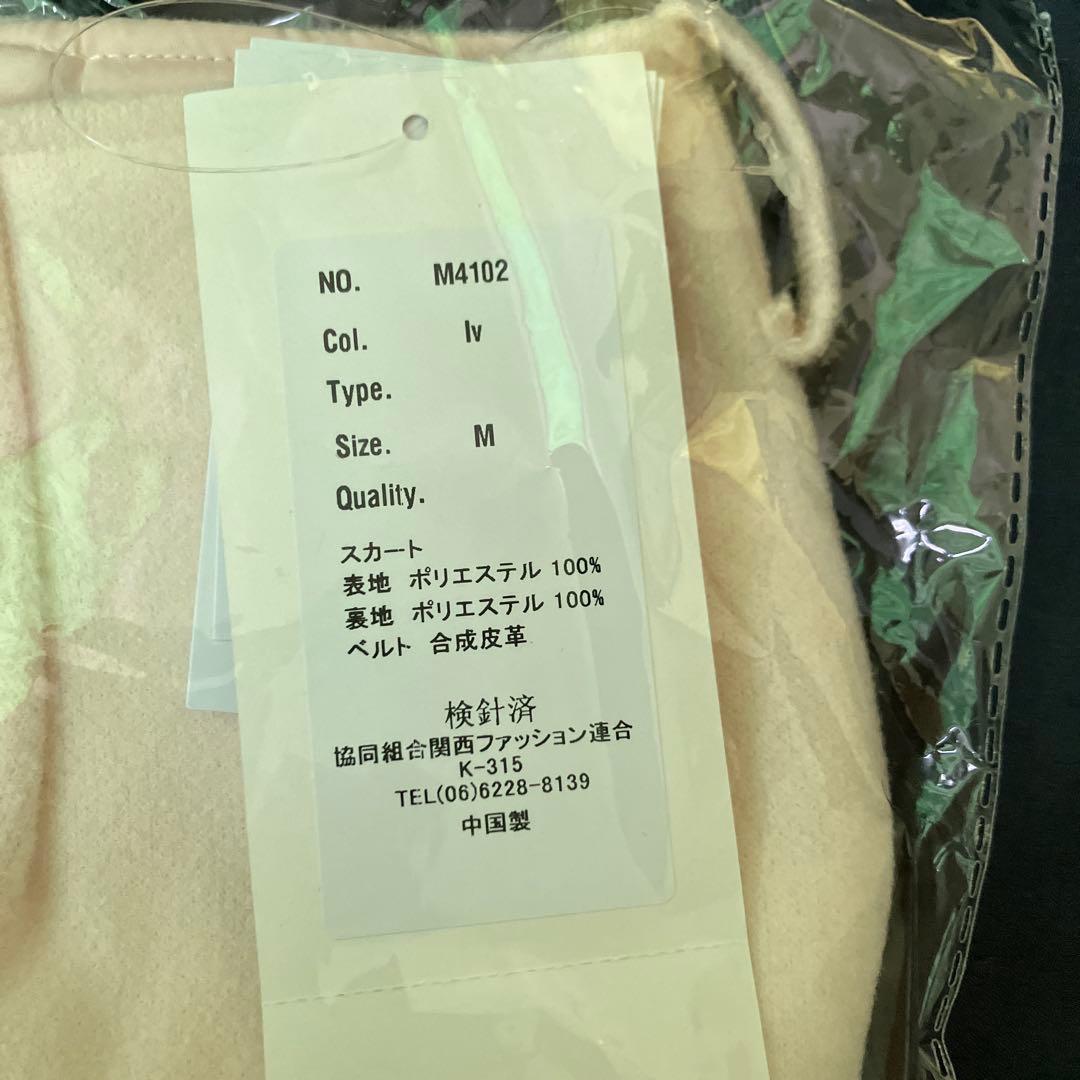 NO. M4102
Col. Iv
Type.
Size. M
Quality.
スカート
表地 ポリエステル 100%
裏地 ポリエステル 100%
ベルト 合成皮革
検針済
協同組合関西ファッション連合
K-315
TEL(06)6228-8139
中国製